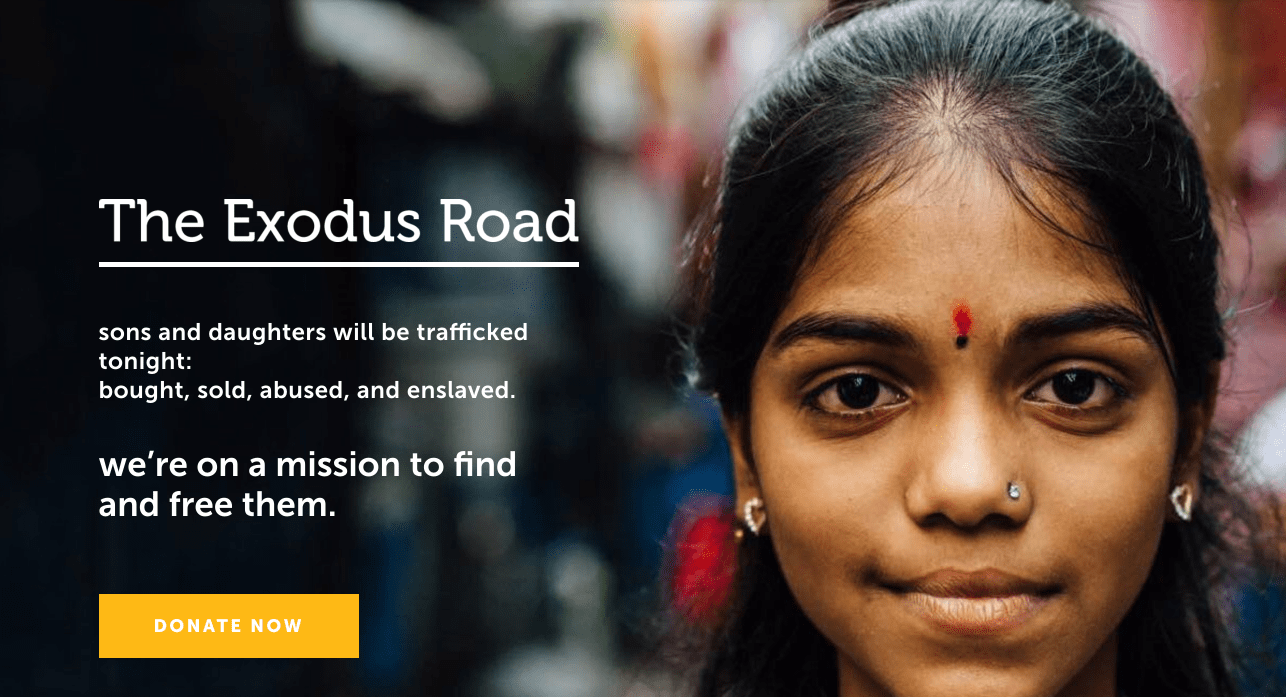 The Exodus Road
sons and daughters will be trafficked
tonight:
bought, sold, abused, and enslaved.
we’re on a mission to find
and free them.
DONATE NOW